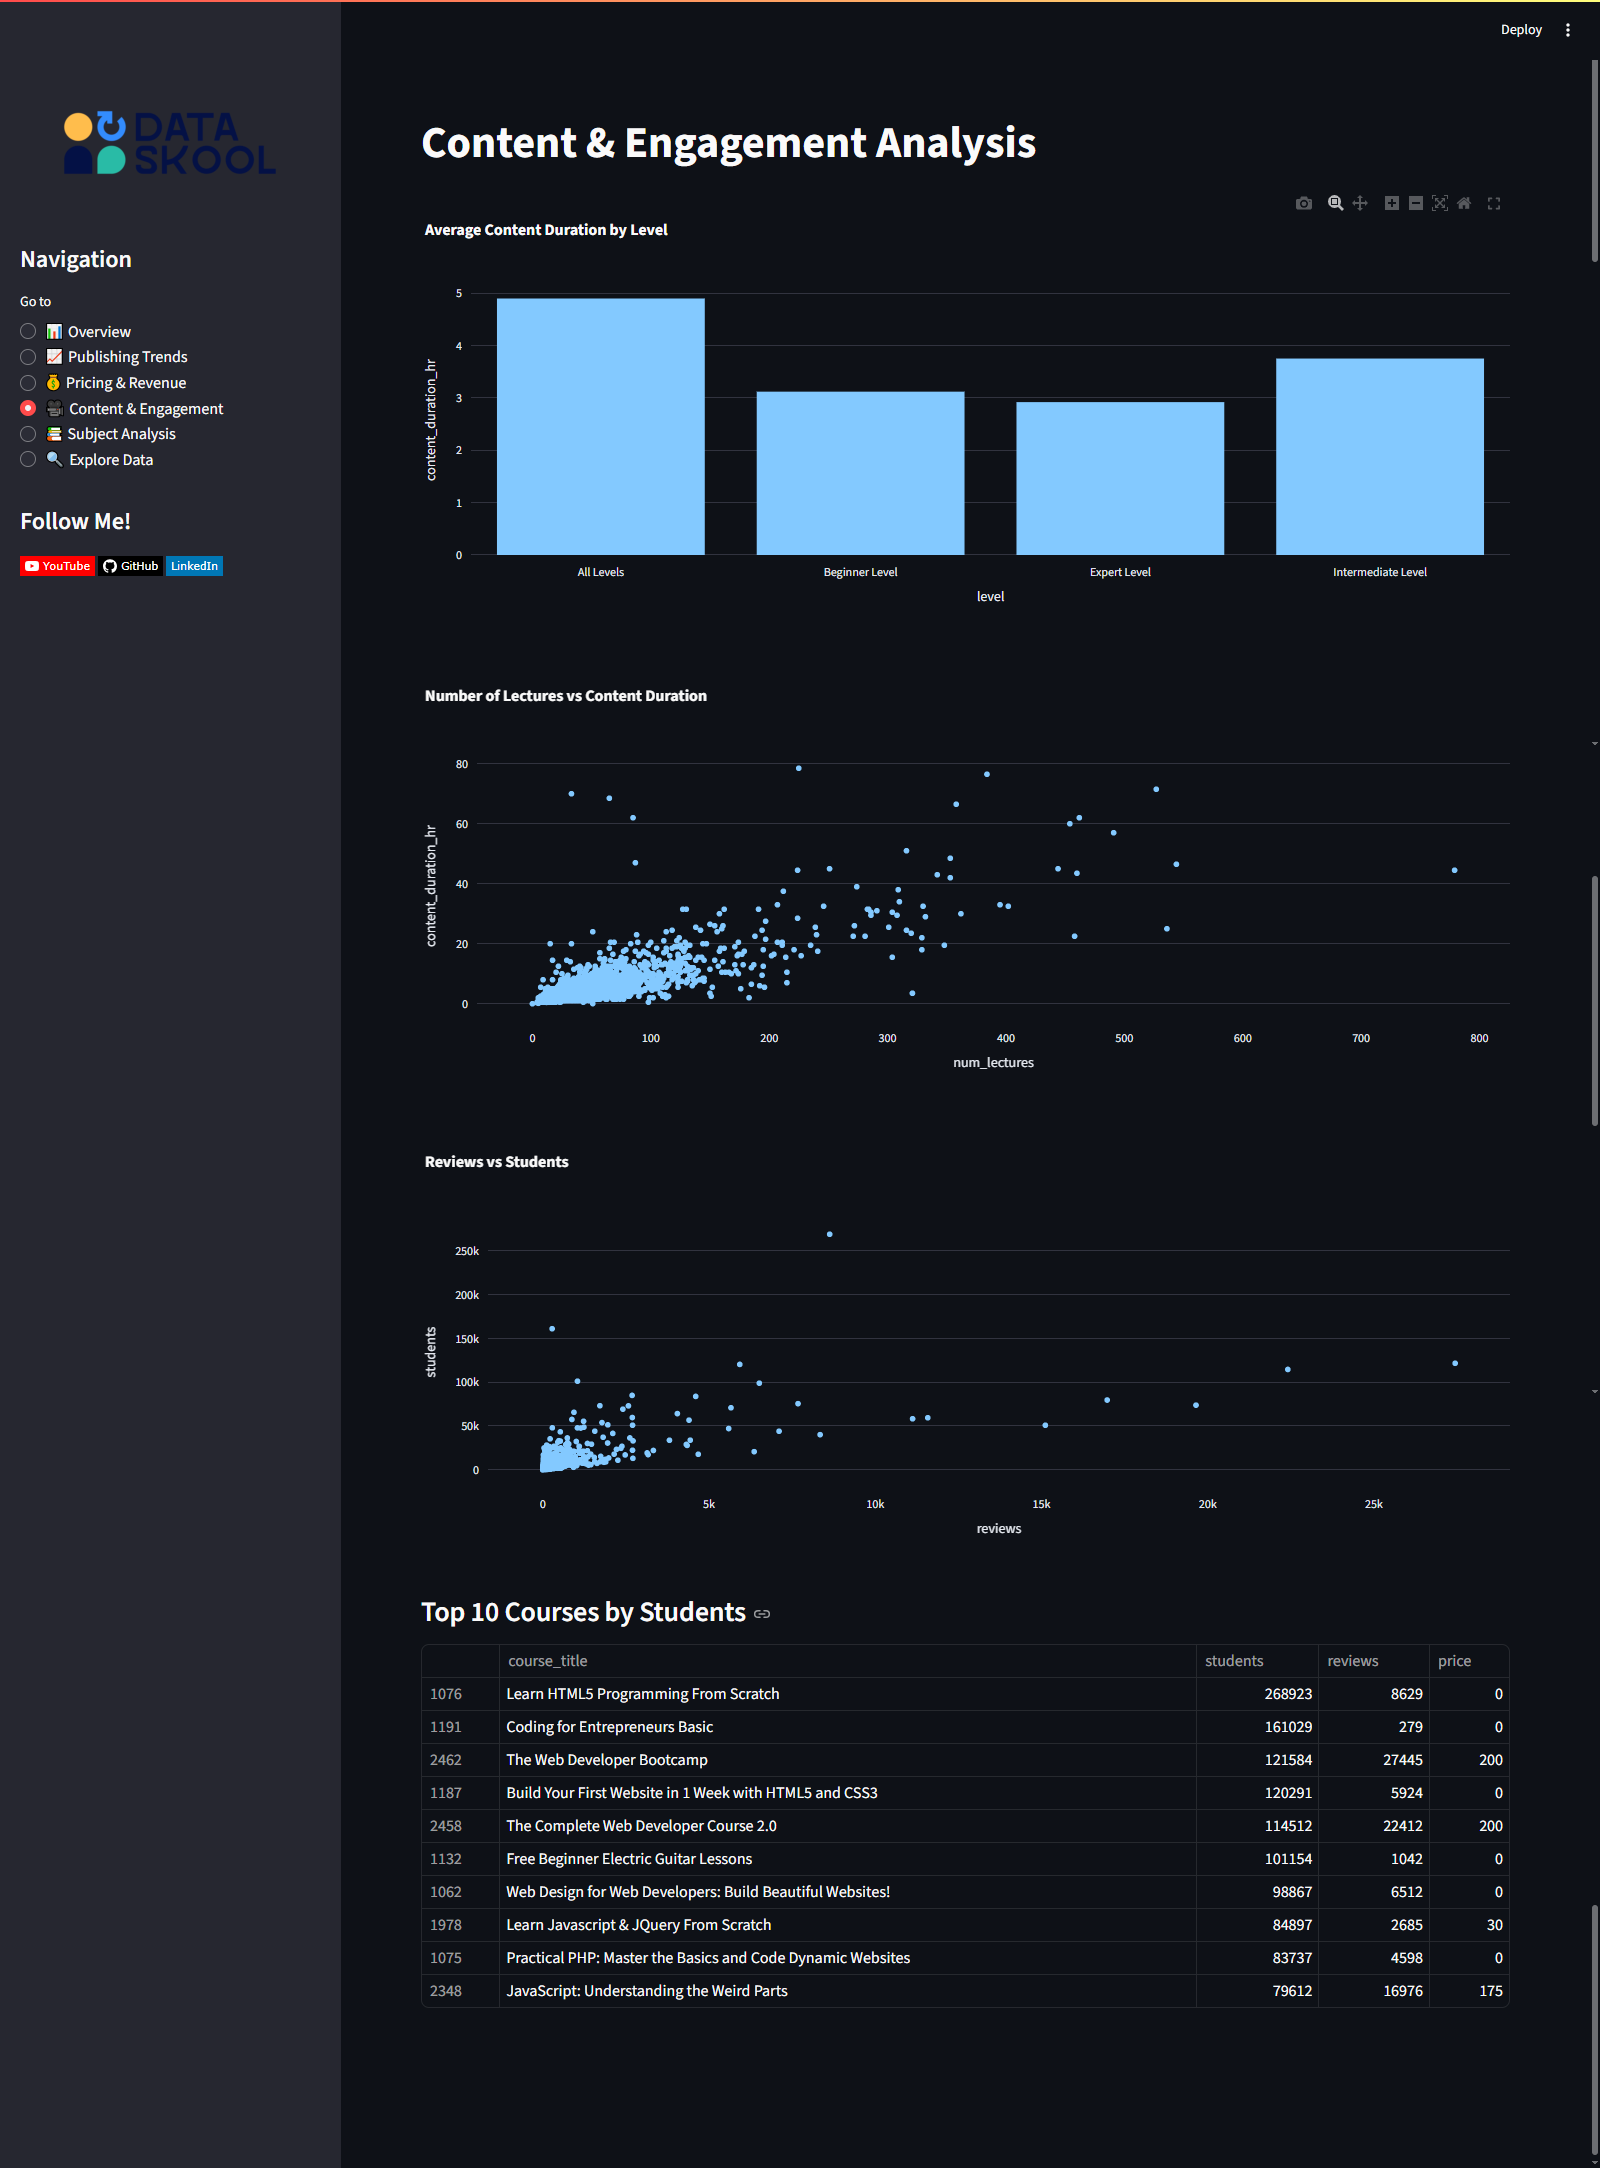 Deploy
DATA
SKOOL
Navigation
Go to
Overview
Publishing Trends
Pricing & Revenue
Content & Engagement
Subject Analysis
Explore Data
Follow Me!
YouTube GitHub LinkedIn
Content & Engagement Analysis
Average Content Duration by Level
content_duration_hr
5
4
3
2
1
0
All Levels Beginner Level Expert Level Intermediate Level
level
Number of Lectures vs Content Duration
content_duration_hr
80
60
40
20
0
0 100 200 300 400 500 600 700 800
num_lectures
Reviews vs Students
students
250k
200k
150k
100k
50k
0
0 5k 10k 15k 20k 25k
reviews
Top 10 Courses by Students
course_title students reviews price
1076 Learn HTML5 Programming From Scratch 268923 8629 0
1191 Coding for Entrepreneurs Basic 161029 279 0
2462 The Web Developer Bootcamp 121584 27445 200
1187 Build Your First Website in 1 Week with HTML5 and CSS3 120291 5924 0
2458 The Complete Web Developer Course 2.0 114512 22412 200
1132 Free Beginner Electric Guitar Lessons 101154 1042 0
1062 Web Design for Web Developers: Build Beautiful Websites! 98867 6512 0
1978 Learn Javascript & JQuery From Scratch 84897 2685 30
1075 Practical PHP: Master the Basics and Code Dynamic Websites 83737 4598 0
2348 JavaScript: Understanding the Weird Parts 79612 16976 175